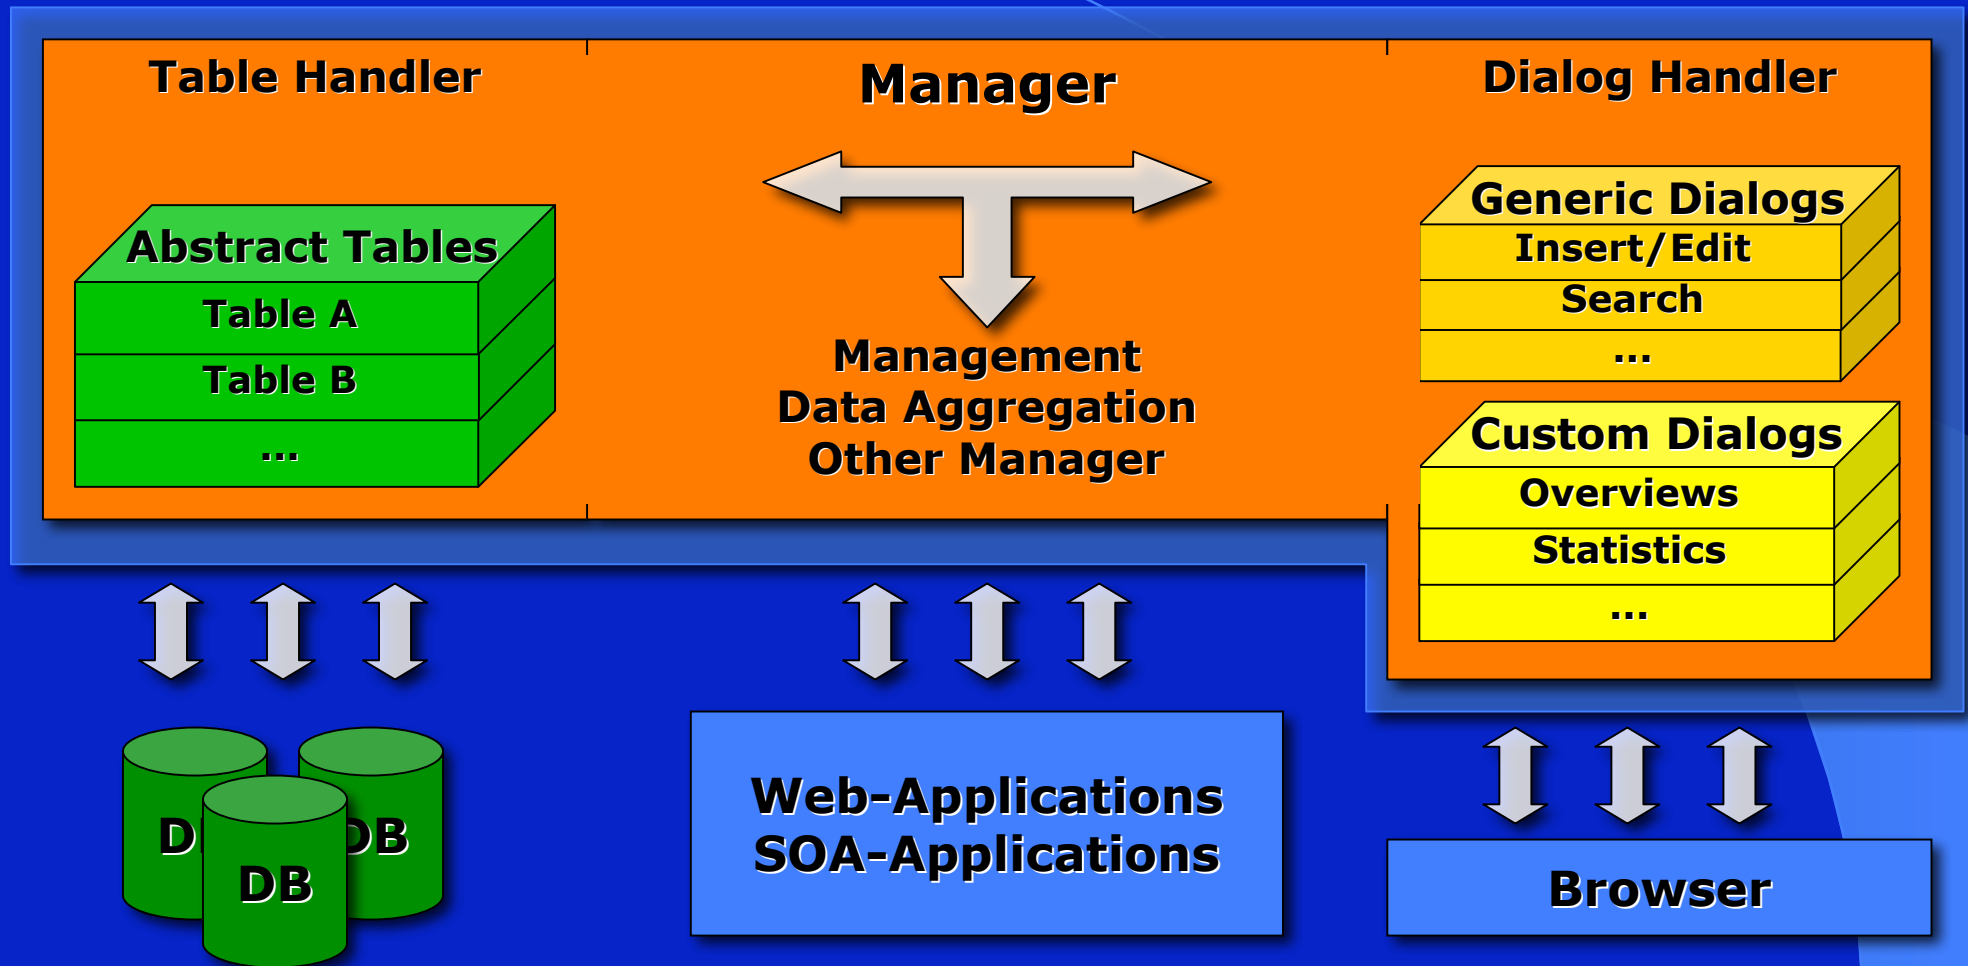 Table Handler
Abstract Tables
Table A
Table B
...
Manager
Management
Data Aggregation
Other Manager
Dialog Handler
Generic Dialogs
Insert/Edit
Search
...
Custom Dialogs
Overviews
Statistics
...
DB
DB
DB
Web-Applications
SOA-Applications
Browser